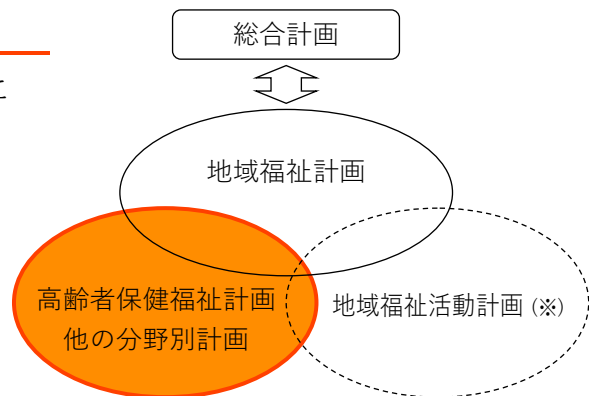 総合計画
に
地域福祉計画
高齢者保健福祉計画
他の分野別計画
地域福祉活動計画(※)